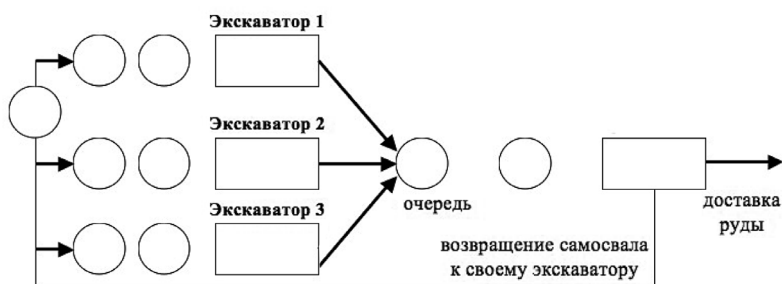 Экскаватор 1
Экскаватор 2
Экскаватор 3
очередь
доставка
руды
возвращение самосвала
к своему экскаватору